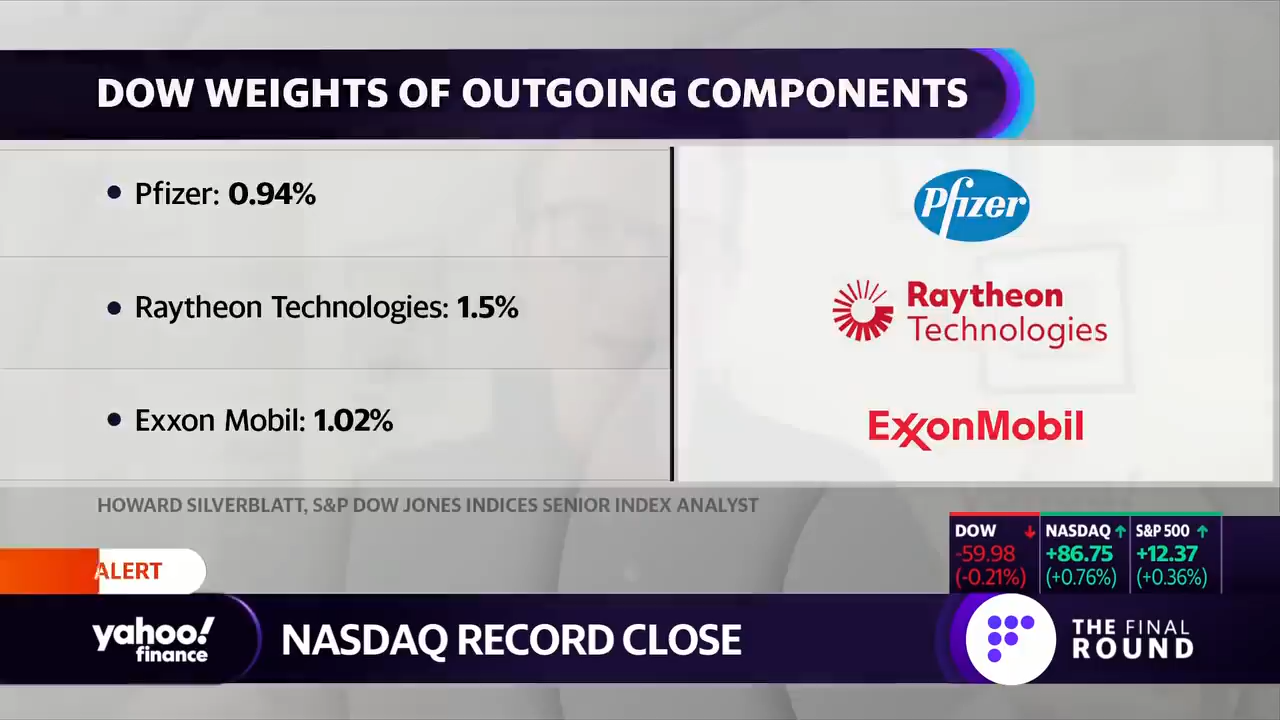 DOW WEIGHTS OF OUTGOING COMPONENTS
• Pfizer: 0.94%
• Raytheon Technologies: 1.5%
• Exxon Mobil: 1.02%
Pfizer
Raytheon
Technologies
ExxonMobil
HOWARD SILVERBLATT, S&P DOW JONES INDICES SENIOR INDEX ANALYST
DOW
-59.98
(-0.21%)
NASDAQ
+86.75
(+0.76%)
S&P 500
+12.37
(+0.36%)
ALERT
yahoo!
finance
NASDAQ RECORD CLOSE
THE FINAL
ROUND